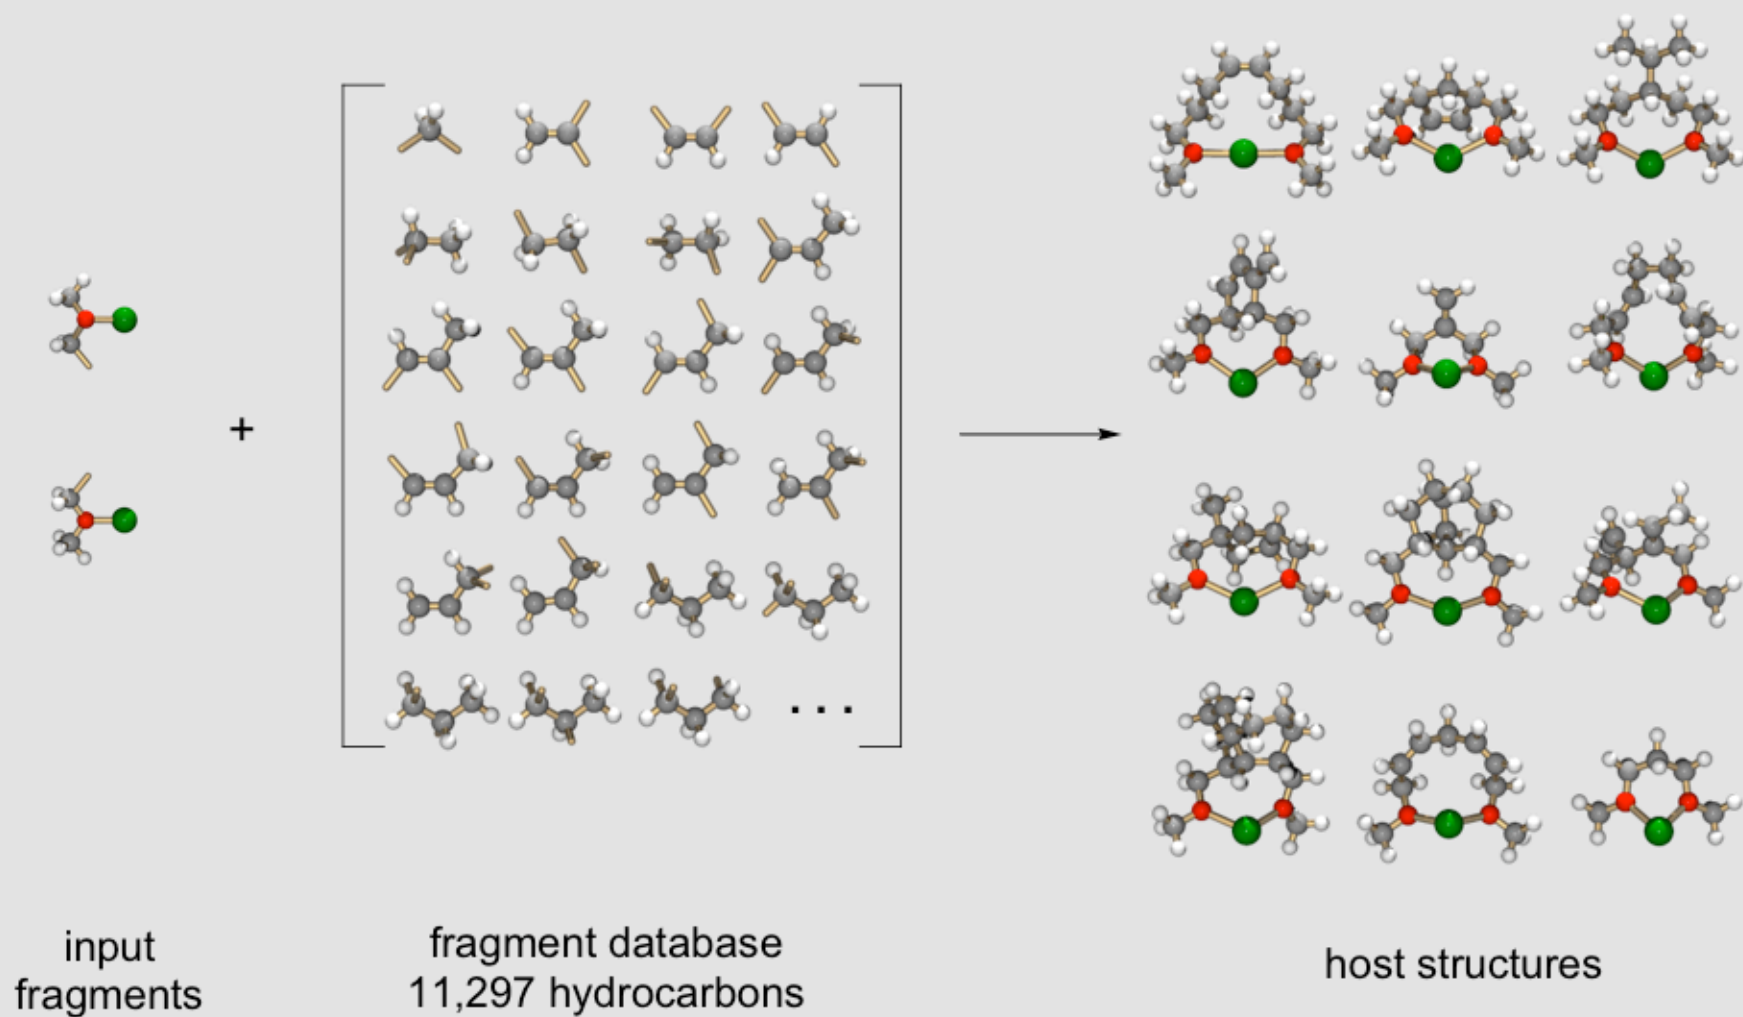 +
. . .
input
fragments
fragment database
11,297 hydrocarbons
host structures